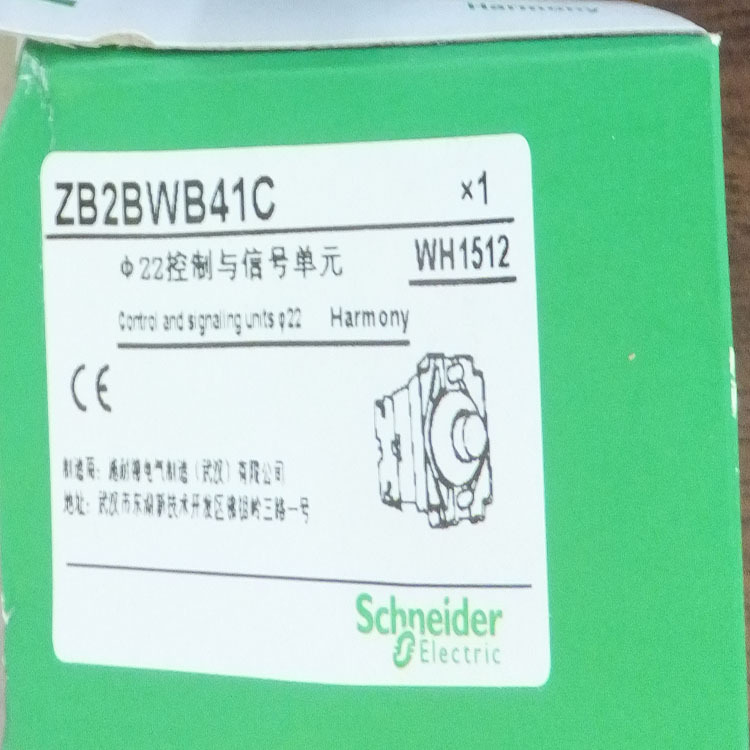 Harmony
ZB2BWB41C ×1
Φ22控制与信号单元 WH1512
Control and signaling units φ22 Harmony
CE
制造商：施耐德电气制造（武汉）有限公司
地址：武汉市东湖新技术开发区佛祖岭三路一号
Schneider
Electric